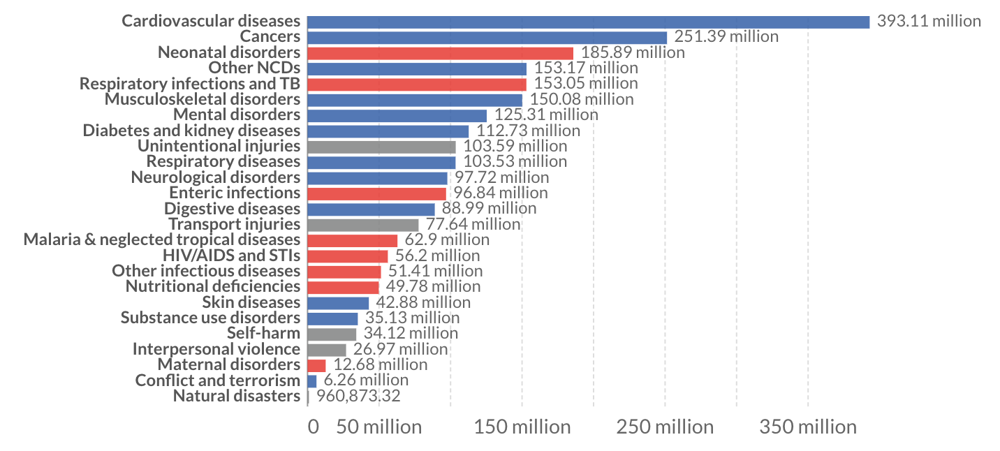 Cardiovascular diseases 393.11 million
Cancers 251.39 million
Neonatal disorders 185.89 million
Other NCDs 153.17 million
Respiratory infections and TB 153.05 million
Musculoskeletal disorders 150.08 million
Mental disorders 125.31 million
Diabetes and kidney diseases 112.73 million
Unintentional injuries 103.59 million
Respiratory diseases 103.53 million
Neurological disorders 97.72 million
Enteric infections 96.84 million
Digestive diseases 88.99 million
Transport injuries 77.64 million
Malaria & neglected tropical diseases 62.9 million
HIV/AIDS and STIs 56.2 million
Other infectious diseases 51.41 million
Nutritional deficiencies 49.78 million
Skin diseases 42.88 million
Substance use disorders 35.13 million
Self-harm 34.12 million
Interpersonal violence 26.97 million
Maternal disorders 12.68 million
Conflict and terrorism 6.26 million
Natural disasters 960,873.32
0 50 million 150 million 250 million 350 million